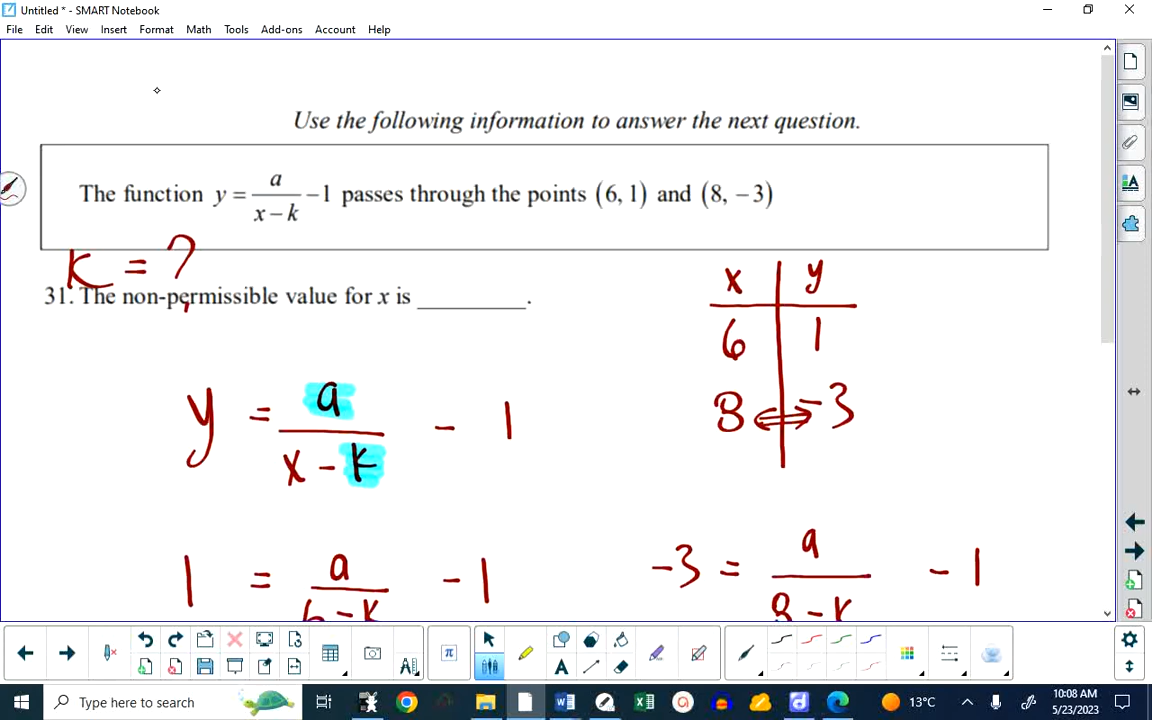 Untitled * - SMART Notebook
File Edit View Insert Format Math Tools Add-ons Account Help
Use the following information to answer the next question.
The function y = a / (x – k) – 1 passes through the points (6, 1) and (8, – 3)
K = ?
31. The non-permissible value for x is ________.
x y
6 1
8 -3
y = a / (x - k) - 1
1 = a / (6 - k) - 1
-3 = a / (8 - k) - 1
Type here to search
13°C
10:08 AM
5/23/2023